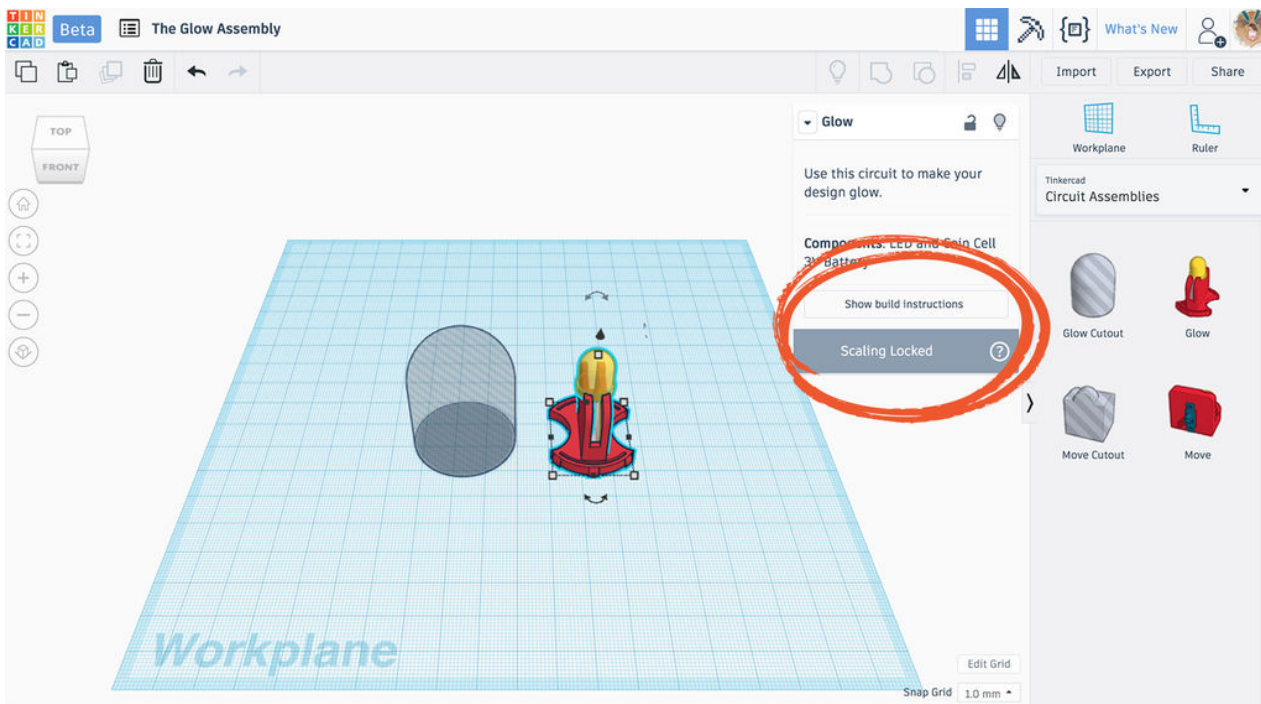 TIN
KER
CAD
Beta
The Glow Assembly
What's New
Import
Export
Share
TOP
FRONT
Glow
Use this circuit to make your
design glow.
Components: LED and Coin Cell
3V Battery
Show build instructions
Scaling Locked
?
Workplane
Ruler
Tinkercad
Circuit Assemblies
Glow Cutout
Glow
Move Cutout
Move
Workplane
Edit Grid
Snap Grid
1.0 mm